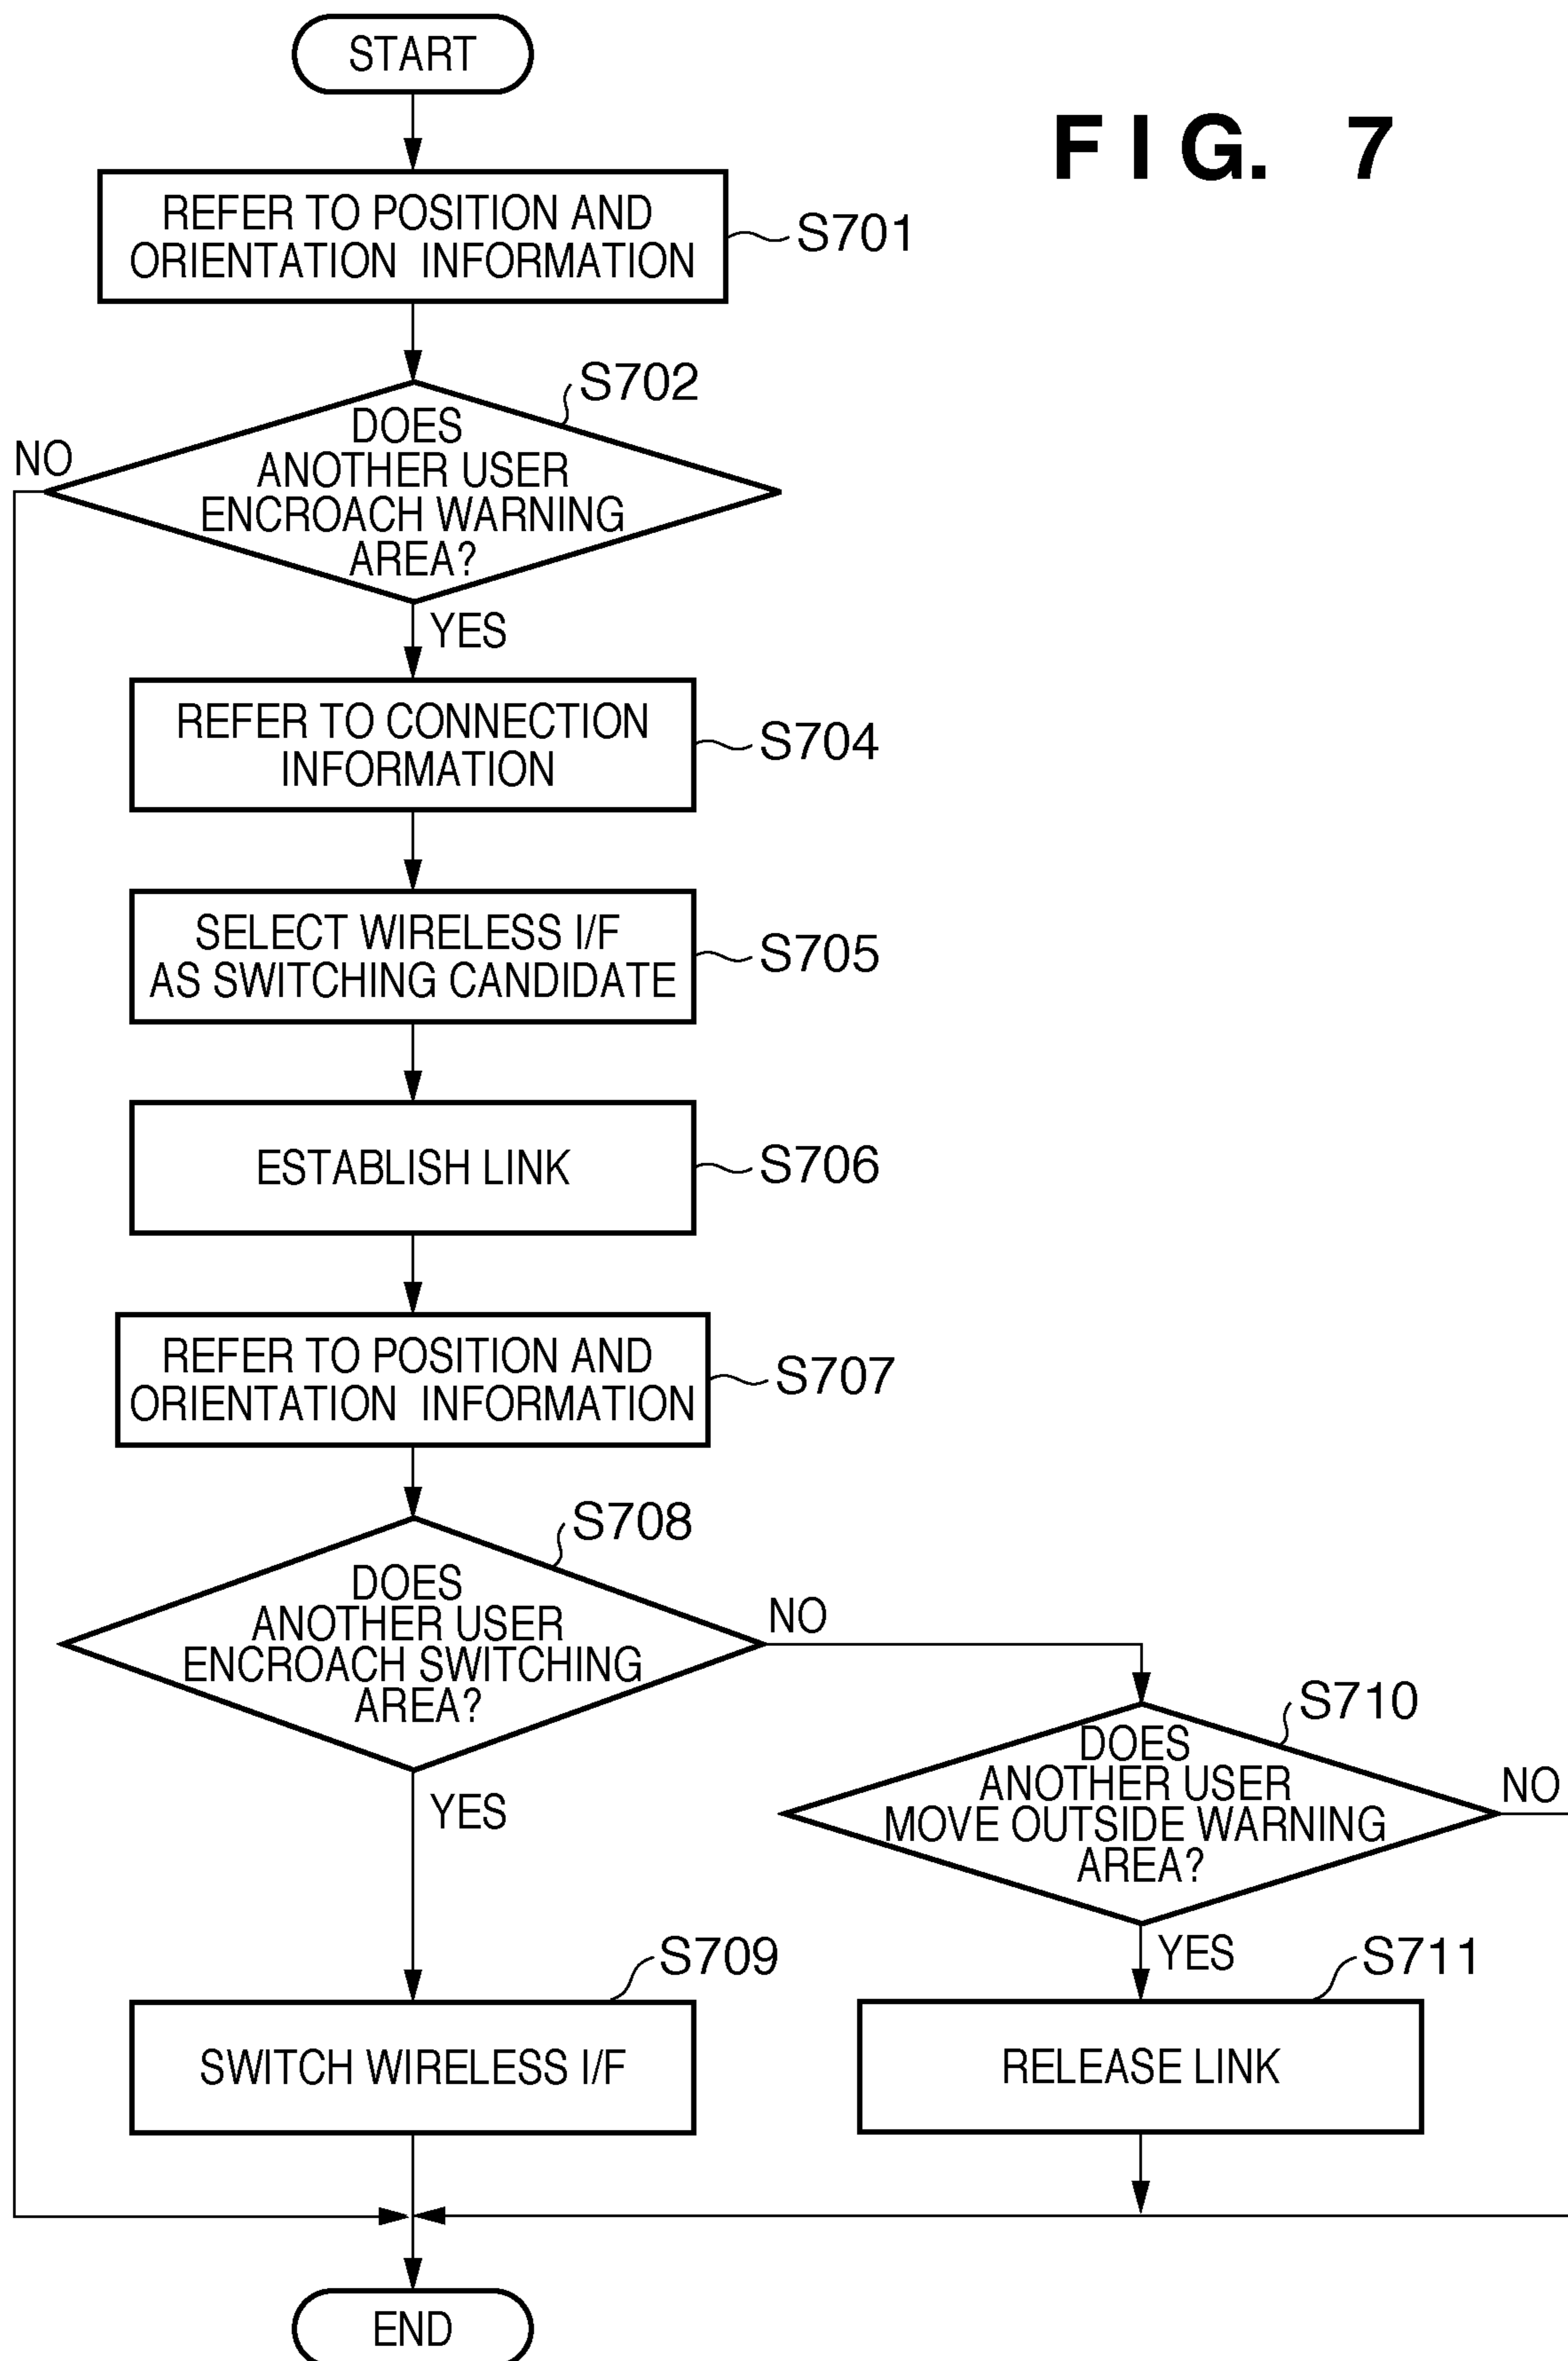 START
FIG. 7
REFER TO POSITION AND
ORIENTATION INFORMATION
S701
S702
DOES
ANOTHER USER
ENCROACH WARNING
AREA?
NO
YES
REFER TO CONNECTION
INFORMATION
S704
SELECT WIRELESS I/F
AS SWITCHING CANDIDATE
S705
ESTABLISH LINK
S706
REFER TO POSITION AND
ORIENTATION INFORMATION
S707
S708
DOES
ANOTHER USER
ENCROACH SWITCHING
AREA?
NO
YES
S710
DOES
ANOTHER USER
MOVE OUTSIDE WARNING
AREA?
NO
YES
S709
SWITCH WIRELESS I/F
S711
RELEASE LINK
END